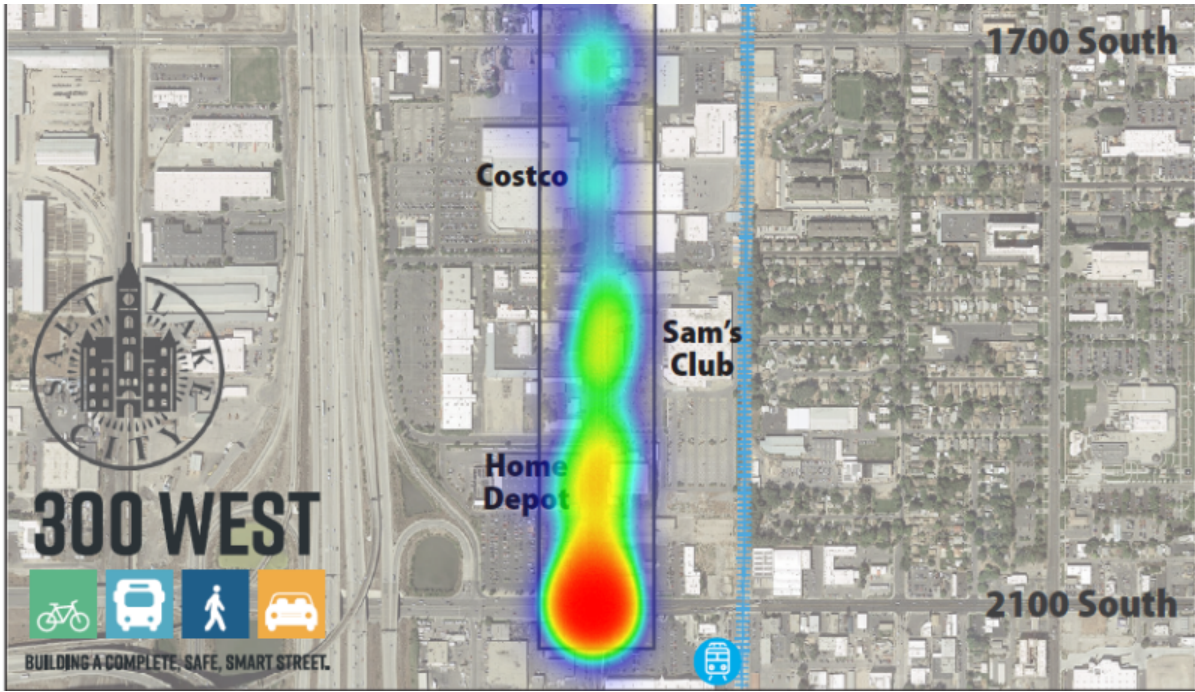 1700 South
Costco
Sam's
Club
SALT LAKE
CITY
Home
Depot
300 WEST
2100 South
BUILDING A COMPLETE, SAFE, SMART STREET.